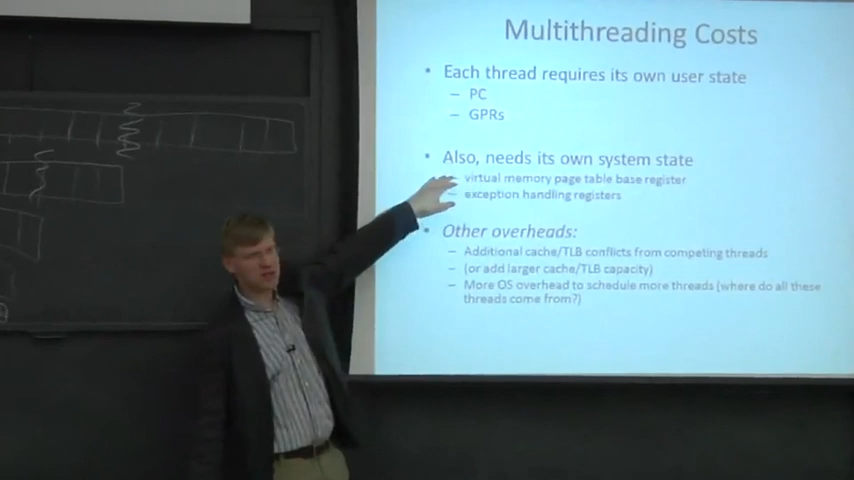 Multithreading Costs
• Each thread requires its own user state
– PC
– GPRs
• Also, needs its own system state
– virtual memory page table base register
– exception handling registers
• Other overheads:
– Additional cache/TLB conflicts from competing threads
– (or add larger cache/TLB capacity)
– More OS overhead to schedule more threads (where do all these
threads come from?)